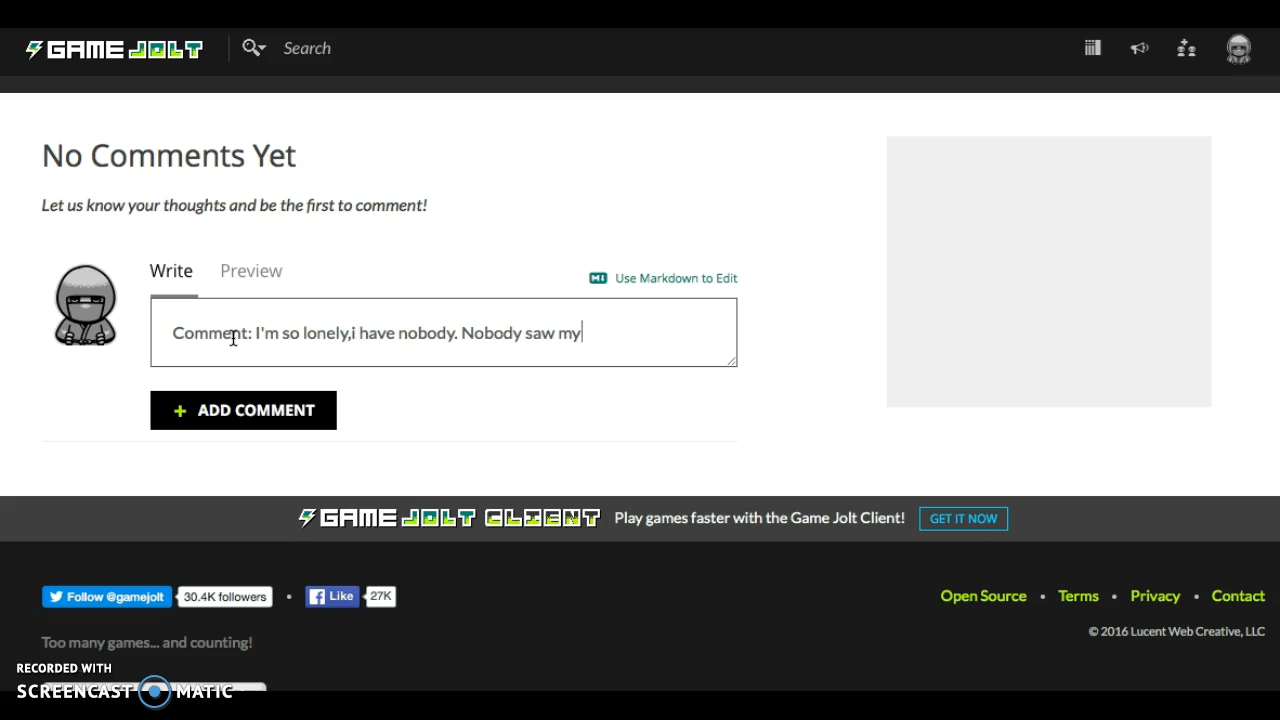 GAME JOLT
Search
No Comments Yet
Let us know your thoughts and be the first to comment!
Write
Preview
Use Markdown to Edit
Comment: I'm so lonely,i have nobody. Nobody saw my
+ ADD COMMENT
GAME JOLT CLIENT
Play games faster with the Game Jolt Client!
GET IT NOW
Follow @gamejolt
30.4K followers
•
Like
27K
Open Source • Terms • Privacy • Contact
© 2016 Lucent Web Creative, LLC
Too many games... and counting!
RECORDED WITH
SCREENCAST MATIC